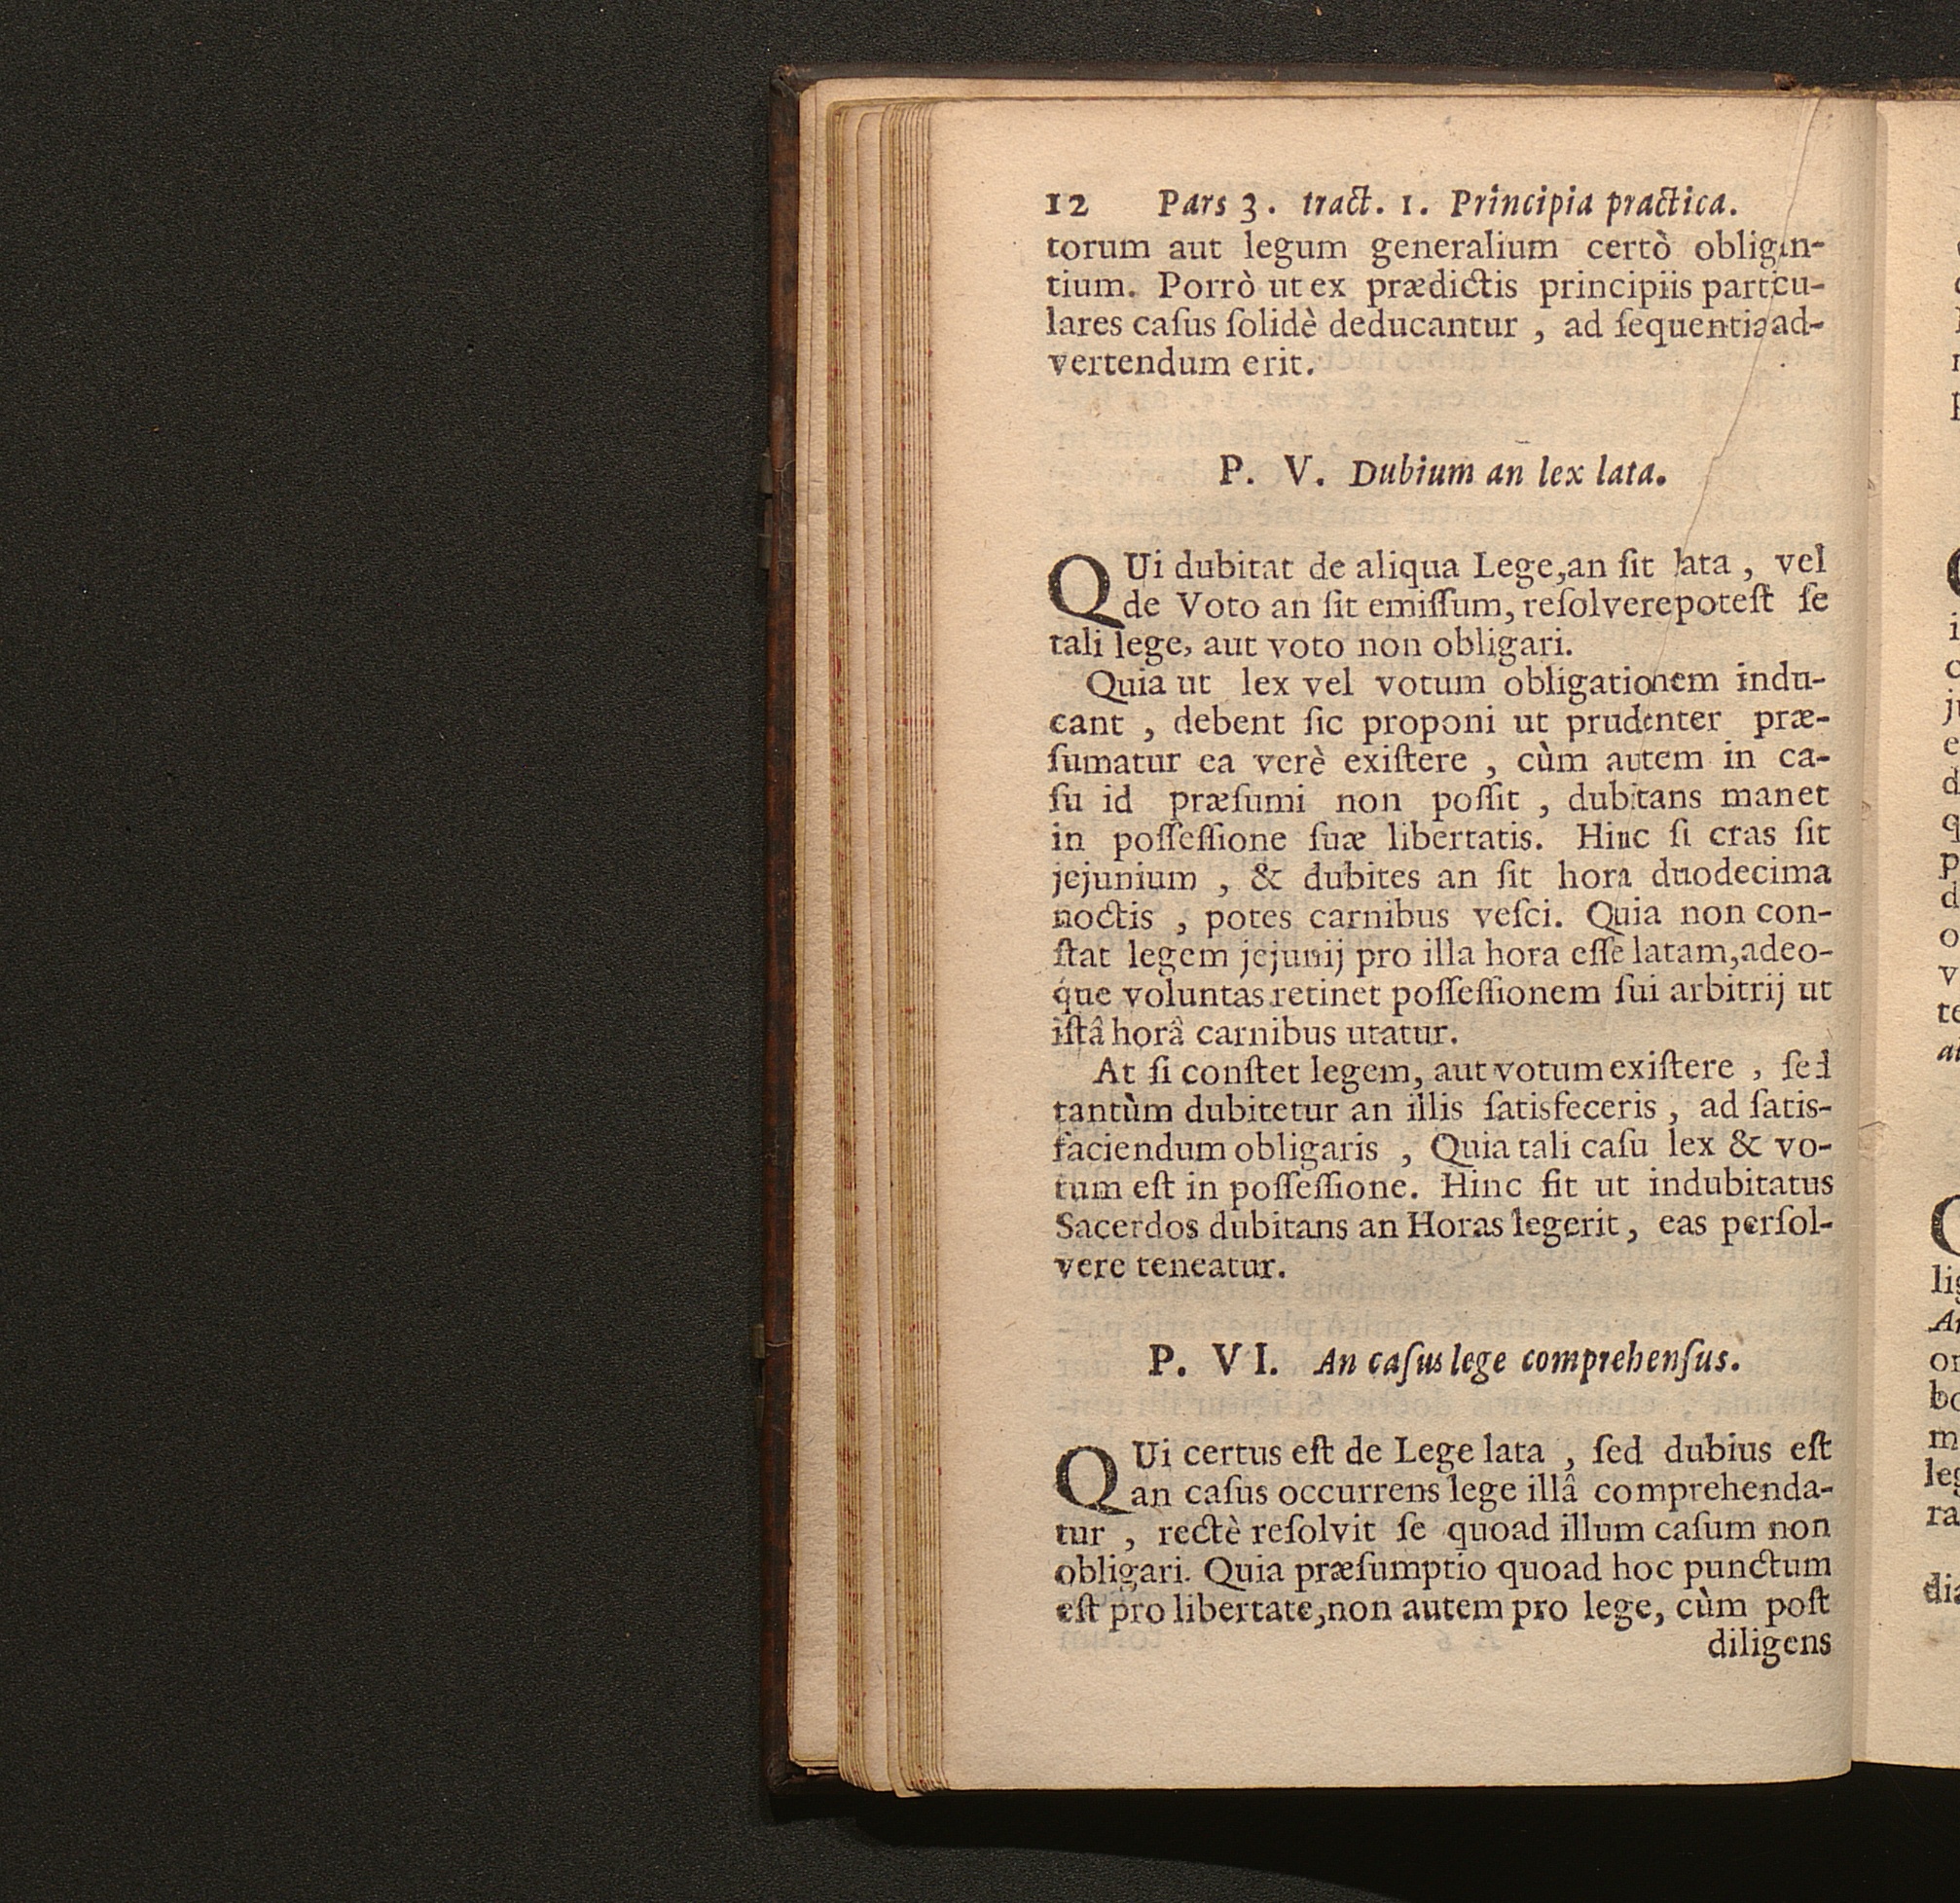 12 Pars 3. tract. 1. Principia practica.
torum aut legum generalium certò obligan-
tium. Porrò ut ex prædictis principiis particu-
lares caſus ſolidè deducantur , ad ſequentia ad-
vertendum erit.
P. V. Dubium an lex lata.
QUi dubitat de aliqua Lege,an ſit lata , vel
de Voto an ſit emiſſum, reſolvere poteſt ſe
tali lege, aut voto non obligari.
Quia ut lex vel votum obligationem indu-
cant , debent ſic proponi ut prudenter præ-
ſumatur ea verè exiſtere , cùm autem in ca-
ſu id præſumi non poſſit , dubitans manet
in poſſeſſione ſuæ libertatis. Hinc ſi cras ſit
jejunium , & dubites an ſit hora duodecima
noctis , potes carnibus veſci. Quia non con-
ſtat legem jejunij pro illa hora eſſe latam,adeo-
que voluntas retinet poſſeſſionem ſui arbitrij ut
iſtâ horâ carnibus utatur.
At ſi conſtet legem, aut votum exiſtere , ſed
tantùm dubitetur an illis ſatisfeceris , ad ſatis-
faciendum obligaris , Quia tali caſu lex & vo-
tum eſt in poſſeſſione. Hinc fit ut indubitatus
Sacerdos dubitans an Horas legerit, eas perſol-
vere teneatur.
P. VI. An caſus lege comprehenſus.
QUi certus eſt de Lege lata , ſed dubius eſt
an caſus occurrens lege illâ comprehenda-
tur , rectè reſolvit ſe quoad illum caſum non
obligari. Quia præſumptio quoad hoc punctum
eſt pro libertate,non autem pro lege, cùm poſt
diligens